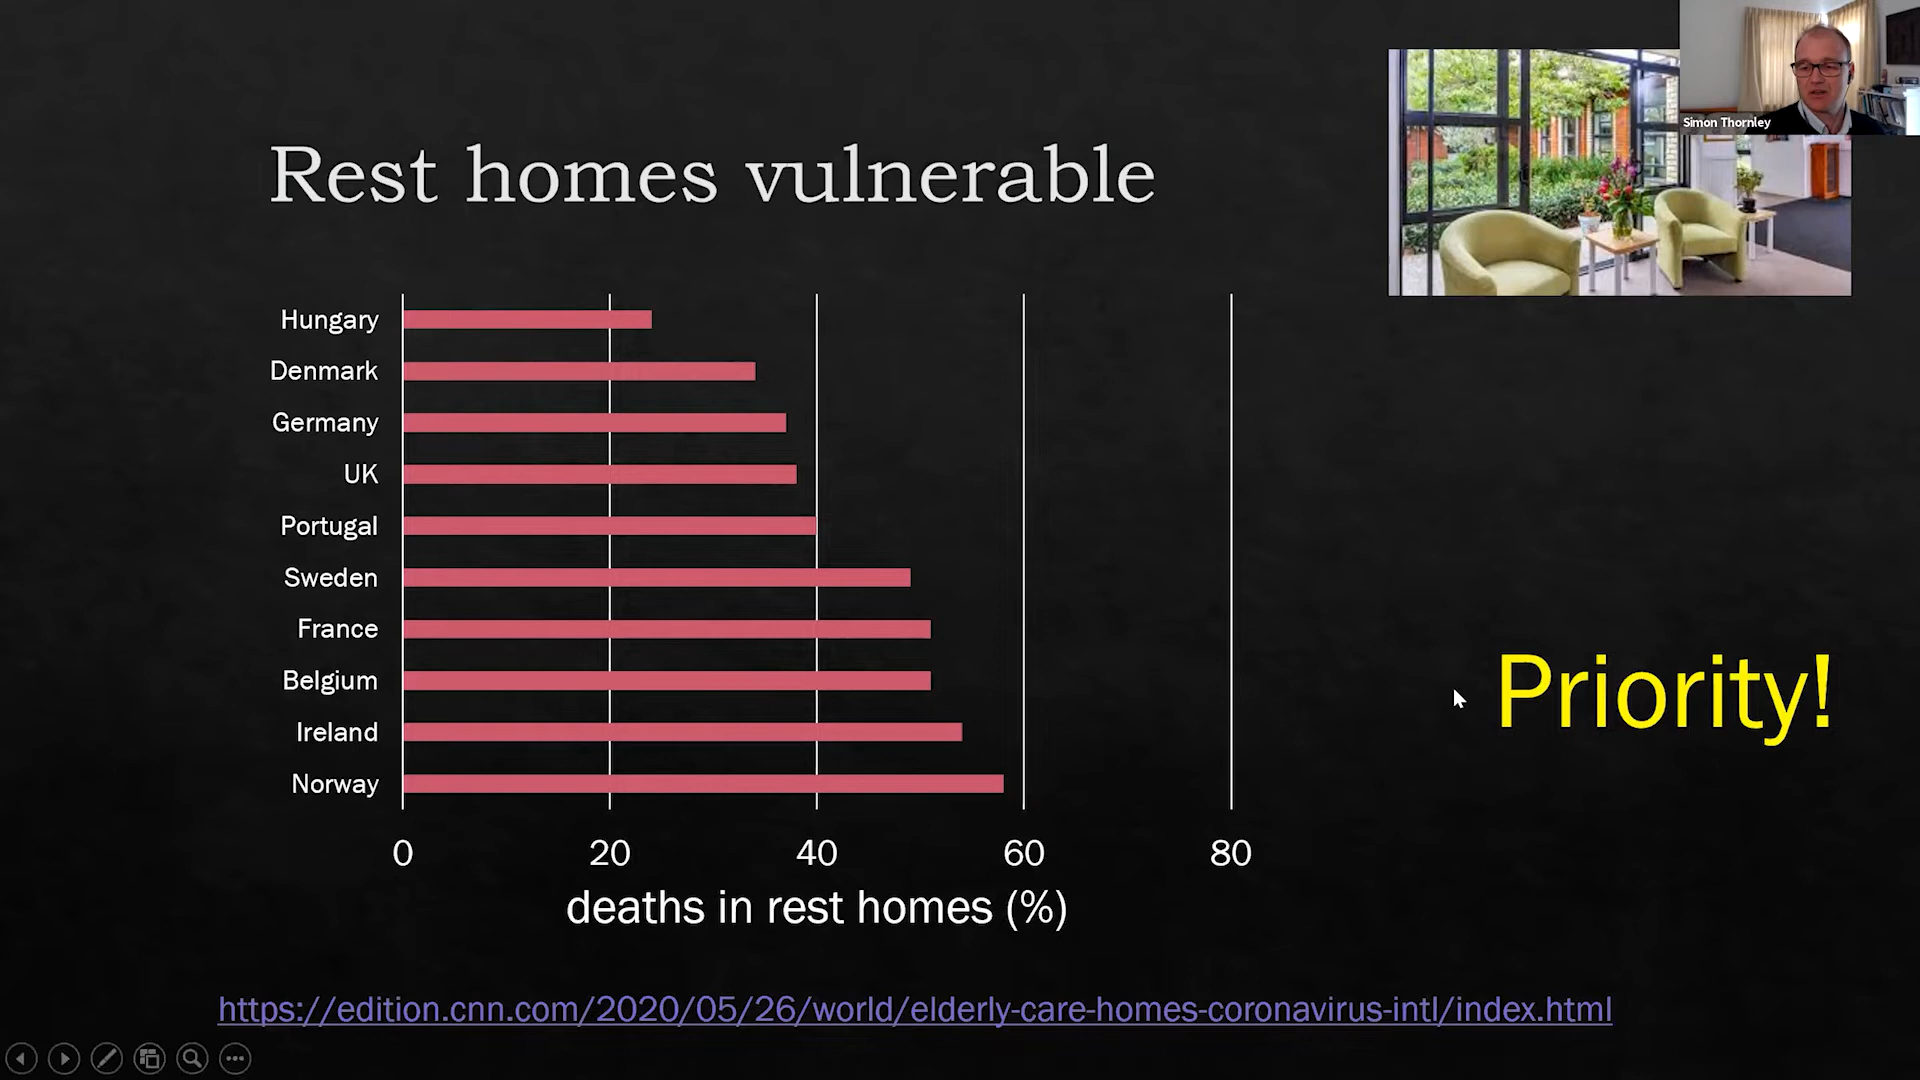 Simon Thornley
Rest homes vulnerable
Hungary
Denmark
Germany
UK
Portugal
Sweden
France
Belgium
Ireland
Norway
0 20 40 60 80
deaths in rest homes (%)
Priority!
https://edition.cnn.com/2020/05/26/world/elderly-care-homes-coronavirus-intl/index.html